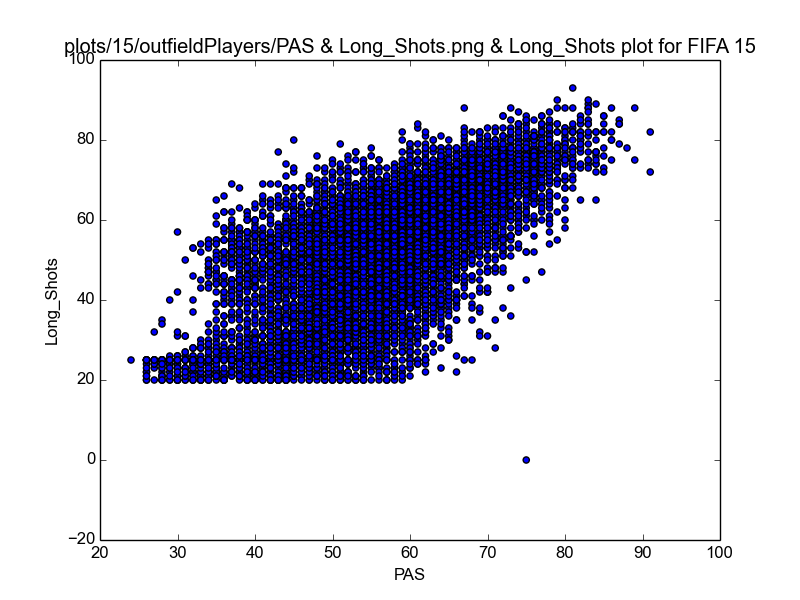 plots/15/outfieldPlayers/PAS & Long_Shots.png & Long_Shots plot for FIFA 15
100
80
60
40
20
0
−20
Long_Shots
20 30 40 50 60 70 80 90 100
PAS